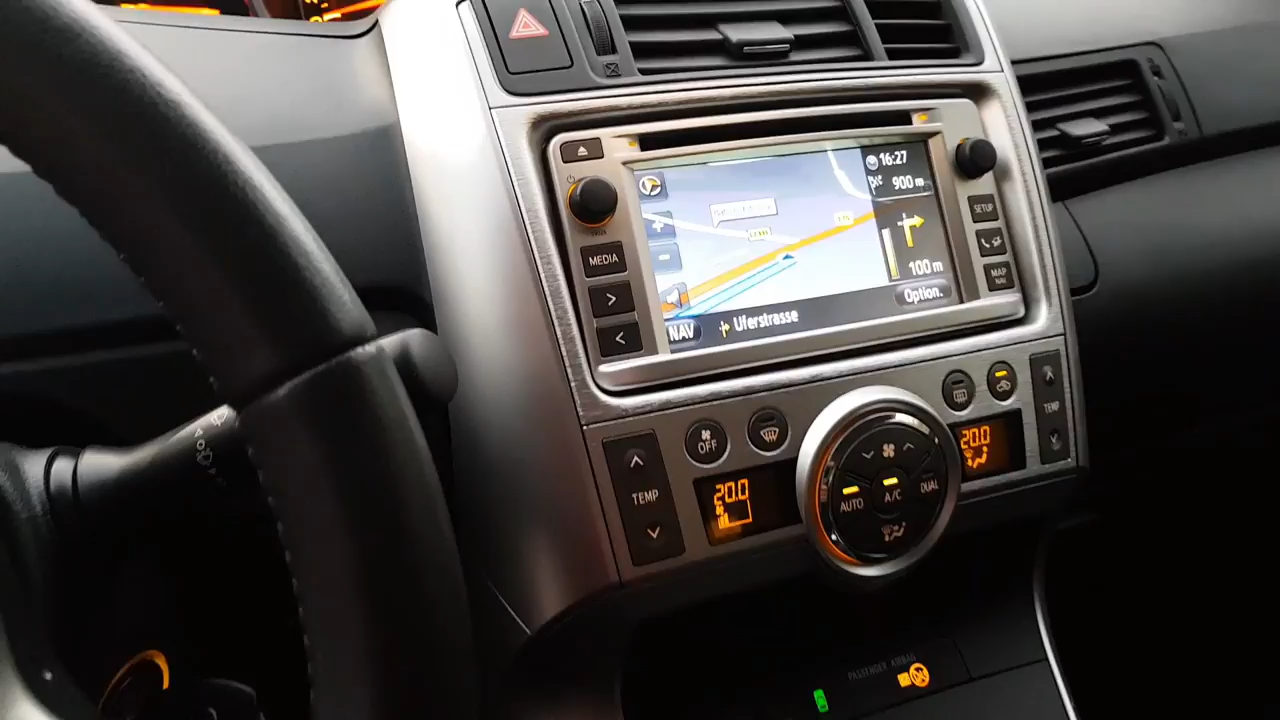 16:27
900 m
SETUP
MEDIA
MAP
NAV
100 m
Option.
NAV
Uferstrasse
>
<
OFF
TEMP
TEMP
20.0
20.0
AUTO
A/C
DUAL
PASSENGER AIRBAG